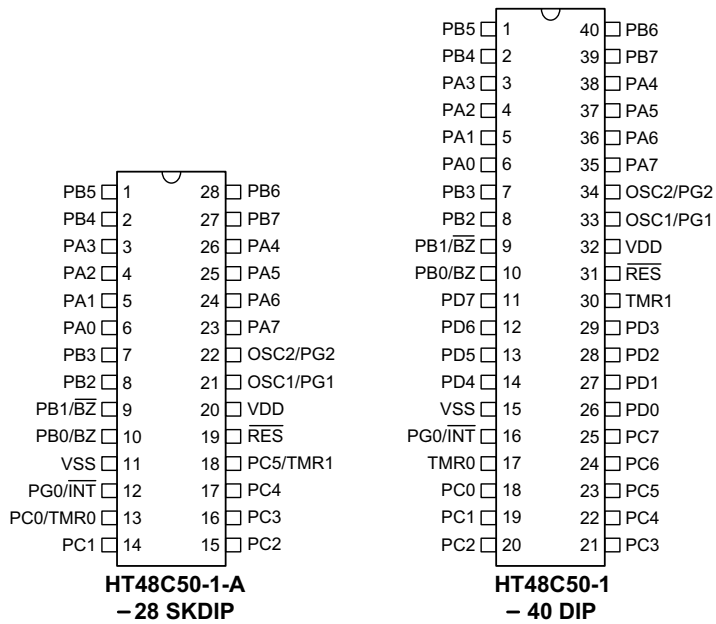 PB5 1 28 PB6
PB4 2 27 PB7
PA3 3 26 PA4
PA2 4 25 PA5
PA1 5 24 PA6
PA0 6 23 PA7
PB3 7 22 OSC2/PG2
PB2 8 21 OSC1/PG1
PB1/B̅Z̅ 9 20 VDD
PB0/BZ 10 19 R̅E̅S̅
VSS 11 18 PC5/TMR1
PG0/I̅N̅T̅ 12 17 PC4
PC0/TMR0 13 16 PC3
PC1 14 15 PC2
HT48C50-1-A
– 28 SKDIP
PB5 1 40 PB6
PB4 2 39 PB7
PA3 3 38 PA4
PA2 4 37 PA5
PA1 5 36 PA6
PA0 6 35 PA7
PB3 7 34 OSC2/PG2
PB2 8 33 OSC1/PG1
PB1/B̅Z̅ 9 32 VDD
PB0/BZ 10 31 R̅E̅S̅
PD7 11 30 TMR1
PD6 12 29 PD3
PD5 13 28 PD2
PD4 14 27 PD1
VSS 15 26 PD0
PG0/I̅N̅T̅ 16 25 PC7
TMR0 17 24 PC6
PC0 18 23 PC5
PC1 19 22 PC4
PC2 20 21 PC3
HT48C50-1
– 40 DIP